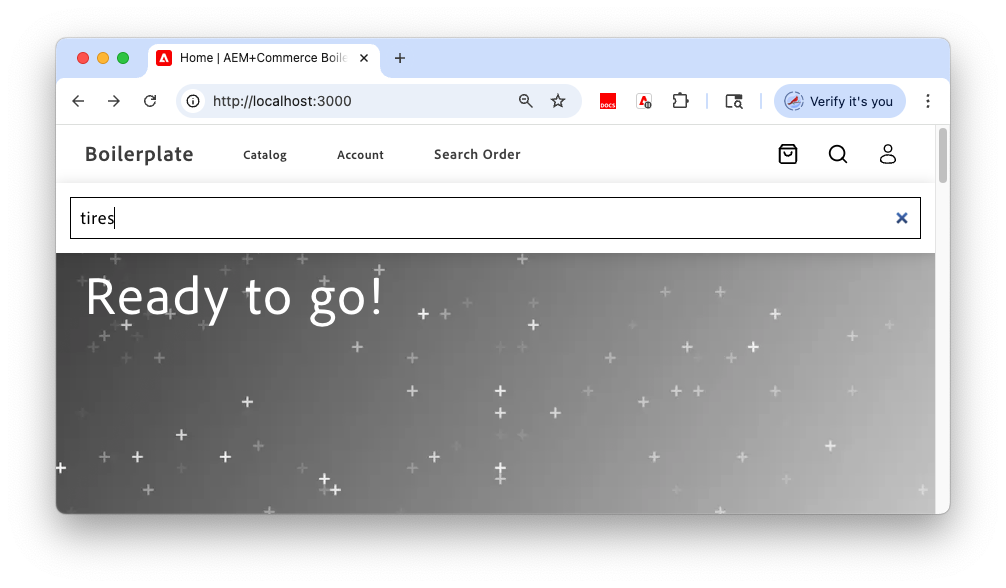 Home | AEM+Commerce Boile
http://localhost:3000
DOCS
Verify it's you
Boilerplate
Catalog
Account
Search Order
tires
Ready to go!